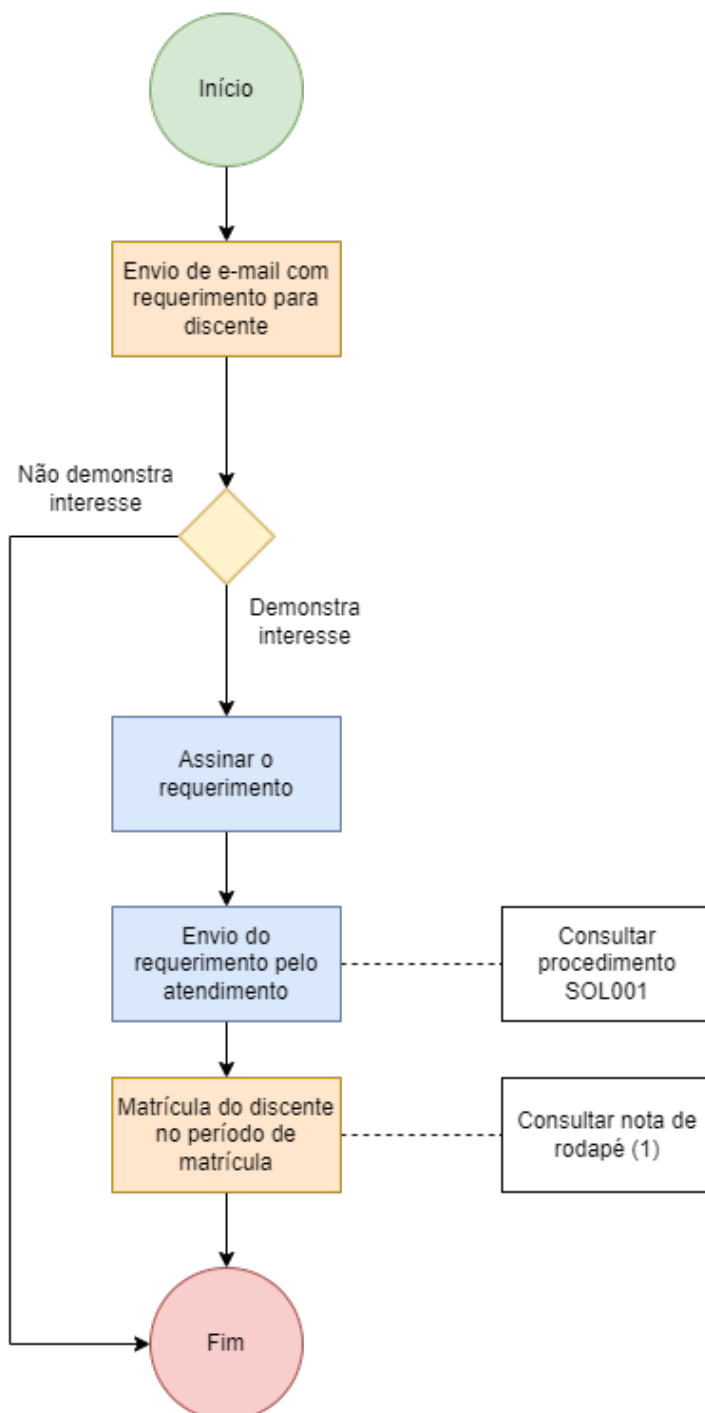 Início
Envio de e-mail com
requerimento para
discente
Não demonstra
interesse
Demonstra
interesse
Assinar o
requerimento
Envio do
requerimento pelo
atendimento
Consultar
procedimento
SOL001
Matrícula do discente
no período de
matrícula
Consultar nota de
rodapé (1)
Fim